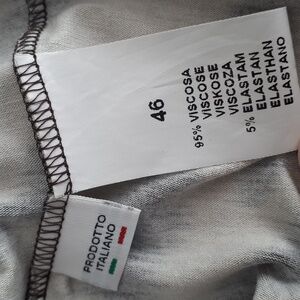 46
95% VISCOSA
VISCOSE
VISKOSE
VISCOZA
5% ELASTAM
ELASTAN
ELASTHAN
ELASTANO
PRODOTTO
ITALIANO